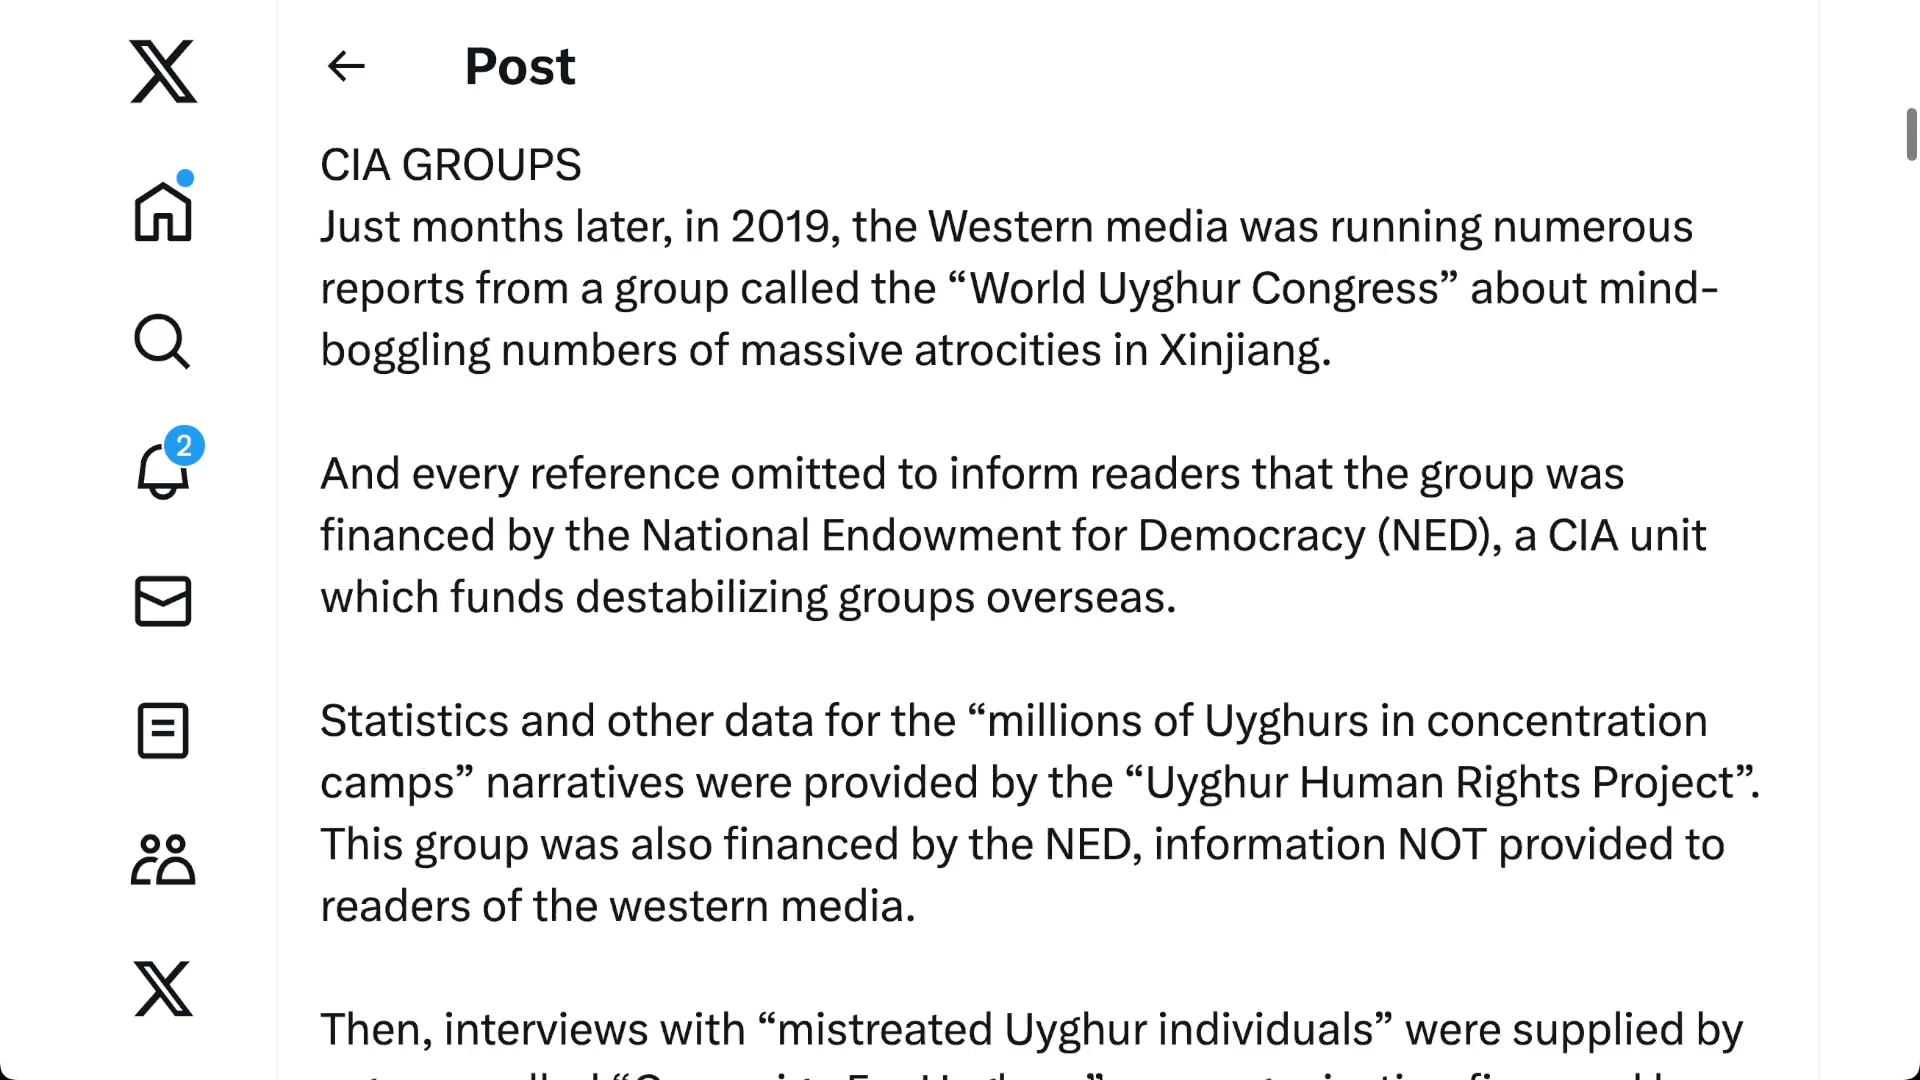 Post
CIA GROUPS
Just months later, in 2019, the Western media was running numerous
reports from a group called the “World Uyghur Congress” about mind-
boggling numbers of massive atrocities in Xinjiang.
And every reference omitted to inform readers that the group was
financed by the National Endowment for Democracy (NED), a CIA unit
which funds destabilizing groups overseas.
2
Statistics and other data for the “millions of Uyghurs in concentration
camps” narratives were provided by the “Uyghur Human Rights Project”.
This group was also financed by the NED, information NOT provided to
readers of the western media.
Then, interviews with “mistreated Uyghur individuals” were supplied by